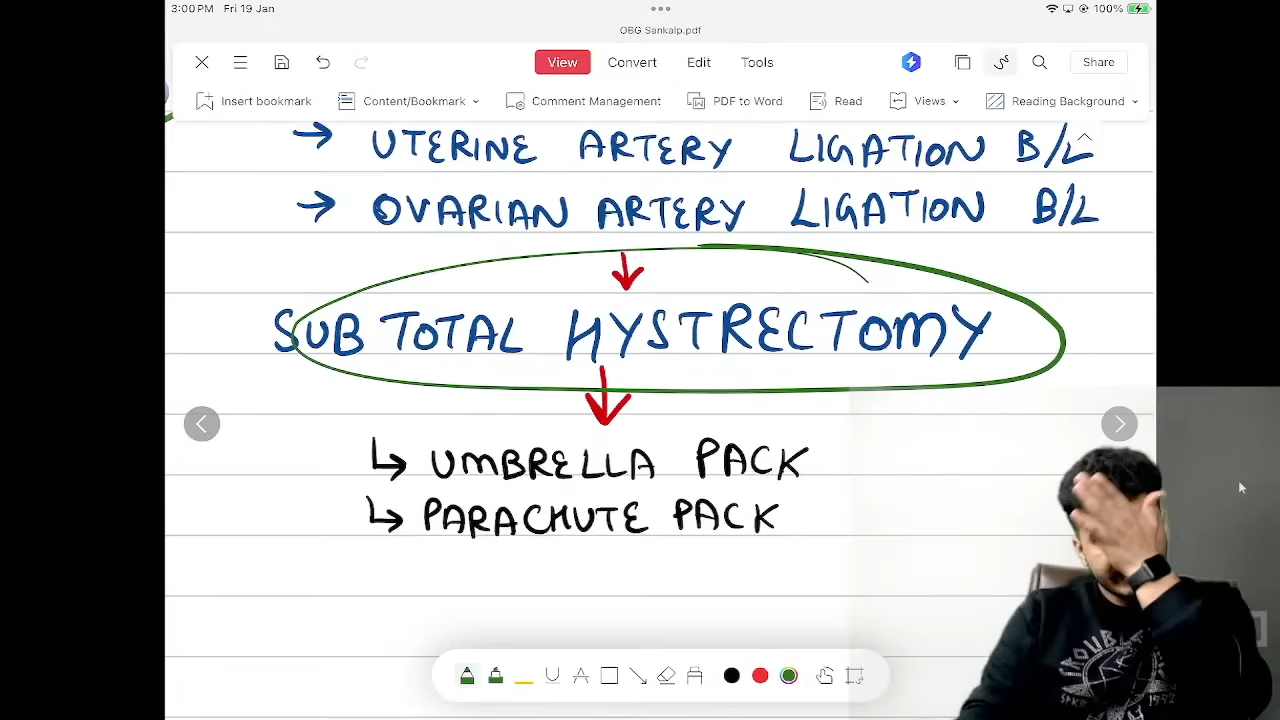 3:00 PM Fri 19 Jan
100%
OBG Sankalp.pdf
View Convert Edit Tools Share
Insert bookmark Content/Bookmark Comment Management PDF to Word Read Views Reading Background
→ UTERINE ARTERY LIGATION B/L
→ OVARIAN ARTERY LIGATION B/L
SUB TOTAL HYSTRECTOMY
↳ UMBRELLA PACK
↳ PARACHUTE PACK
TROUBLE
1992